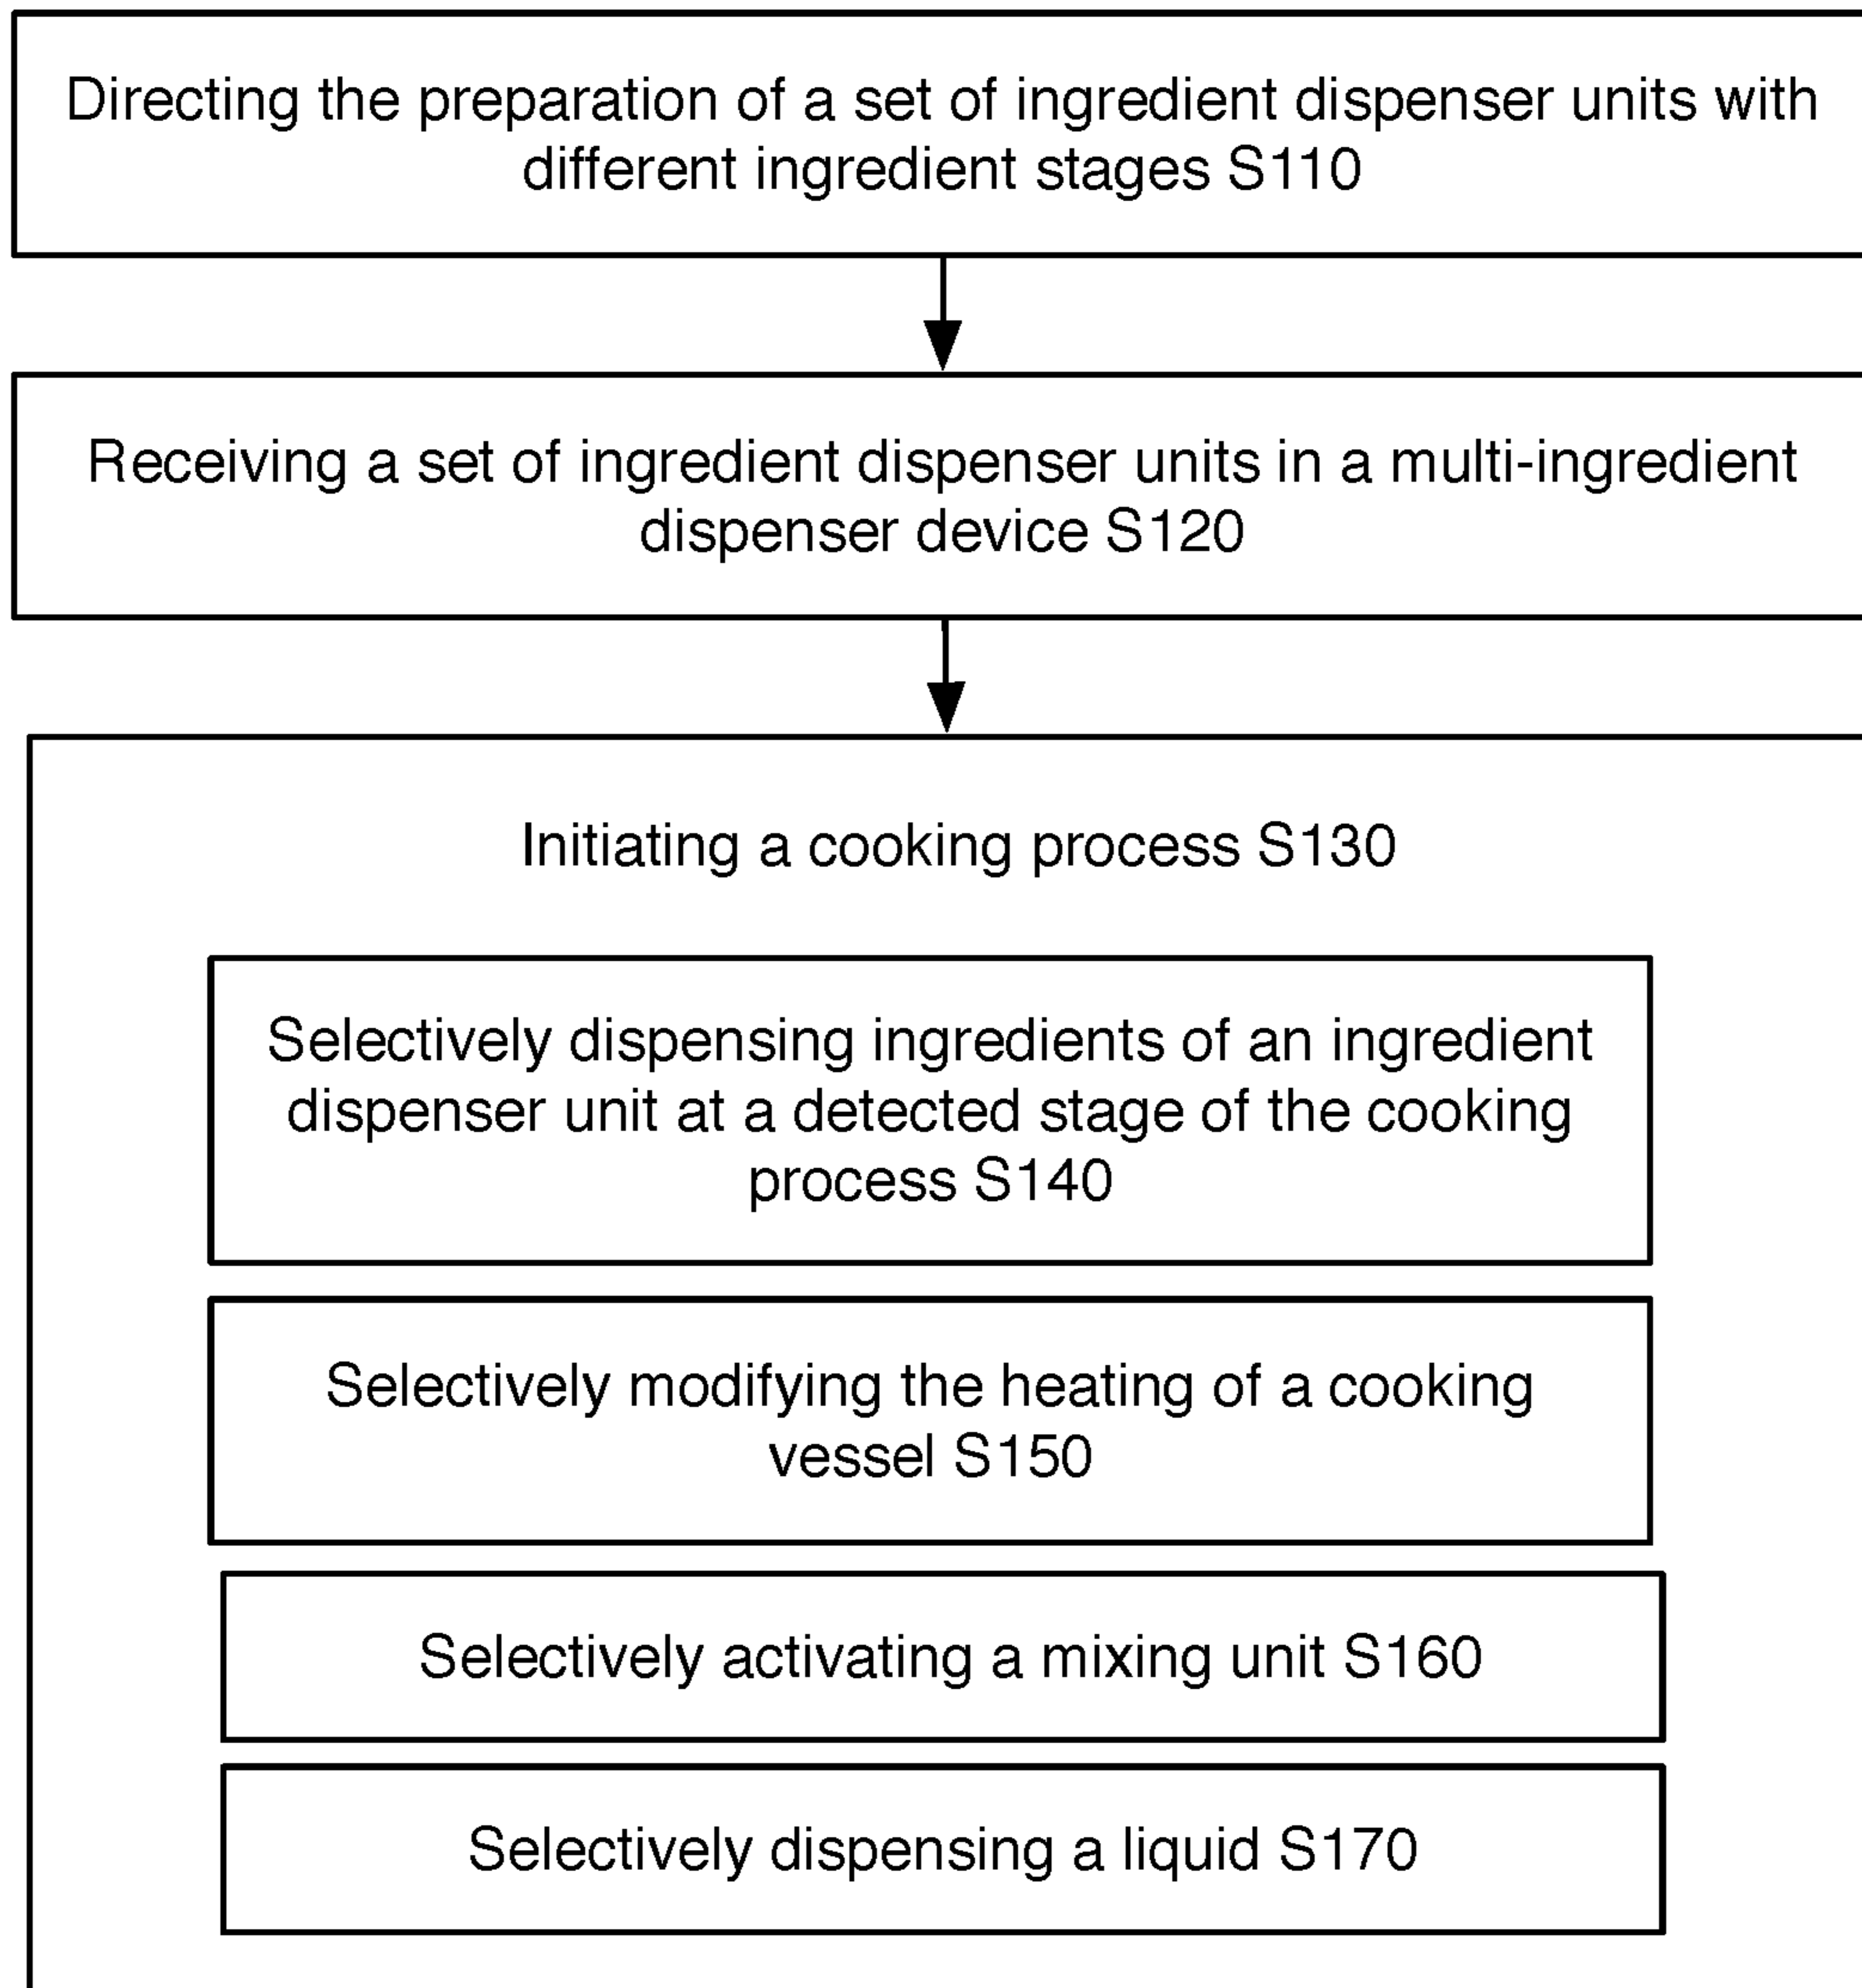 Directing the preparation of a set of ingredient dispenser units with
different ingredient stages S110
Receiving a set of ingredient dispenser units in a multi-ingredient
dispenser device S120
Initiating a cooking process S130
Selectively dispensing ingredients of an ingredient
dispenser unit at a detected stage of the cooking
process S140
Selectively modifying the heating of a cooking
vessel S150
Selectively activating a mixing unit S160
Selectively dispensing a liquid S170